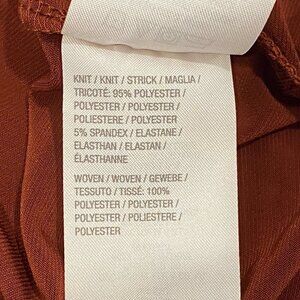 KNIT / KNIT / STRICK / MAGLIA /
TRICOTÉ: 95% POLYESTER /
POLYESTER / POLYESTER /
POLIESTERE / POLYESTER
5% SPANDEX / ELASTANE /
ELASTHAN / ELASTAN /
ÉLASTHANNE
WOVEN / WOVEN / GEWEBE /
TESSUTO / TISSÉ: 100%
POLYESTER / POLYESTER /
POLYESTER / POLIESTERE /
POLYESTER